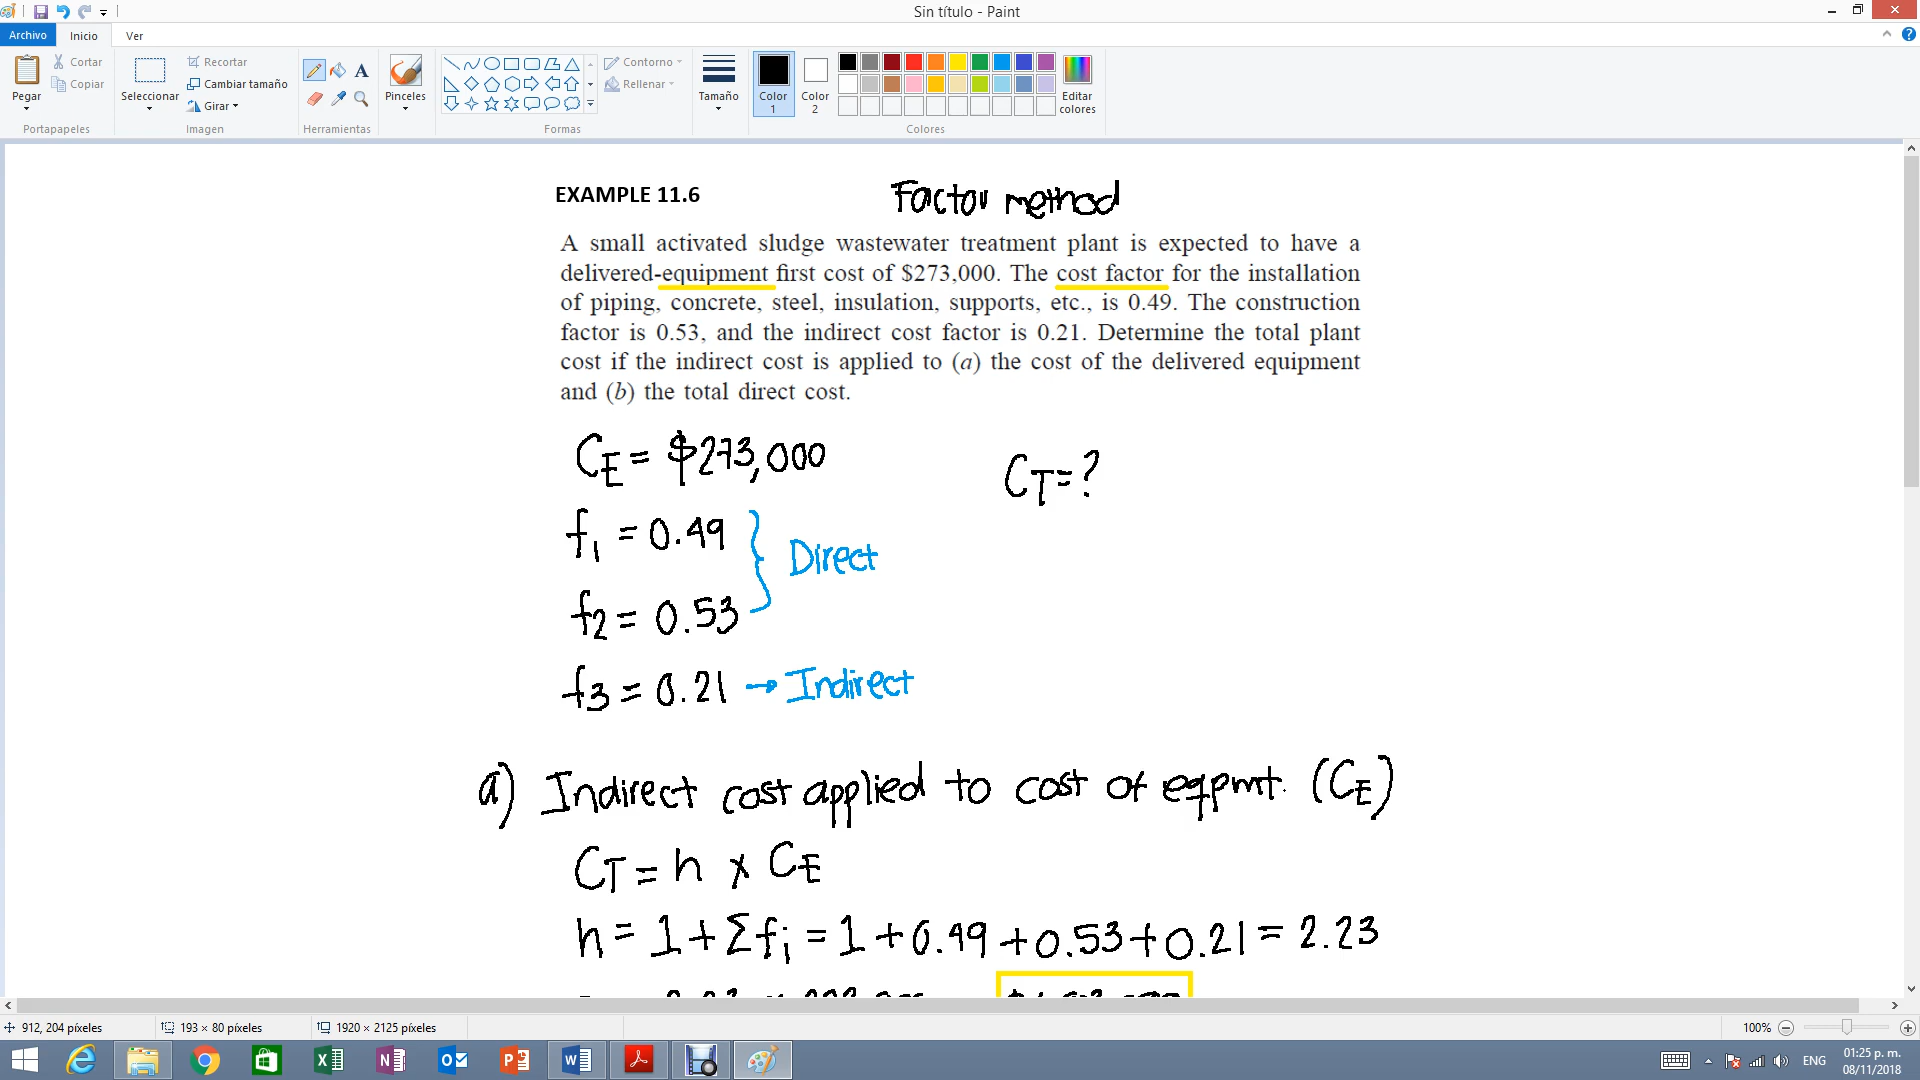 Sin título - Paint
Archivo Inicio Ver
Pegar
Cortar
Copiar
Portapapeles
Seleccionar
Recortar
Cambiar tamaño
Girar
Imagen
Herramientas
Pinceles
Contorno
Rellenar
Formas
Tamaño
Color 1
Color 2
Editar colores
Colores
EXAMPLE 11.6
Factor method
A small activated sludge wastewater treatment plant is expected to have a
delivered-equipment first cost of $273,000. The cost factor for the installation
of piping, concrete, steel, insulation, supports, etc., is 0.49. The construction
factor is 0.53, and the indirect cost factor is 0.21. Determine the total plant
cost if the indirect cost is applied to (a) the cost of the delivered equipment
and (b) the total direct cost.
CE = $273,000
CT = ?
f1 = 0.49
Direct
f2 = 0.53
f3 = 0.21 → Indirect
a) Indirect cost applied to cost of eqpmt. (CE)
CT = h x CE
h = 1 + Σfi = 1 + 0.49 + 0.53 + 0.21 = 2.23
912, 204 píxeles 193 × 80 píxeles 1920 × 2125 píxeles 100%
ENG
01:25 p. m.
08/11/2018